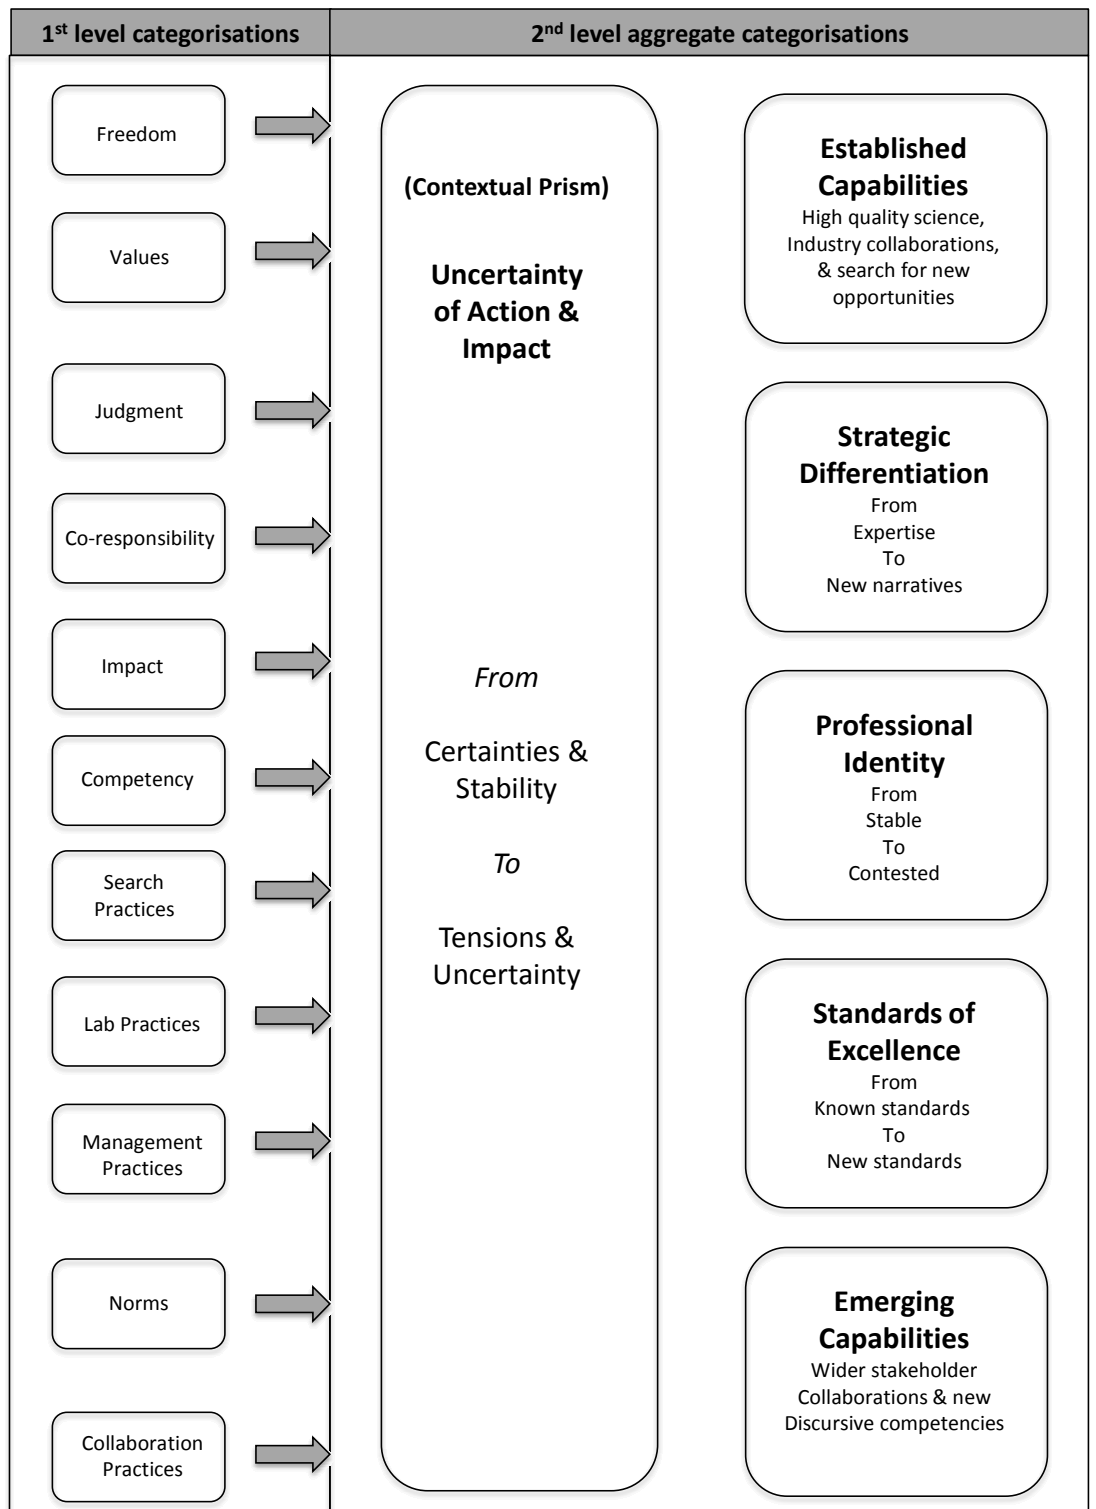 1st level categorisations
2nd level aggregate categorisations
Freedom
Values
Judgment
Co-responsibility
Impact
Competency
Search
Practices
Lab Practices
Management
Practices
Norms
Collaboration
Practices
(Contextual Prism)
Uncertainty
of Action &
Impact
From
Certainties &
Stability
To
Tensions &
Uncertainty
Established
Capabilities
High quality science,
Industry collaborations,
& search for new
opportunities
Strategic
Differentiation
From
Expertise
To
New narratives
Professional
Identity
From
Stable
To
Contested
Standards of
Excellence
From
Known standards
To
New standards
Emerging
Capabilities
Wider stakeholder
Collaborations & new
Discursive competencies